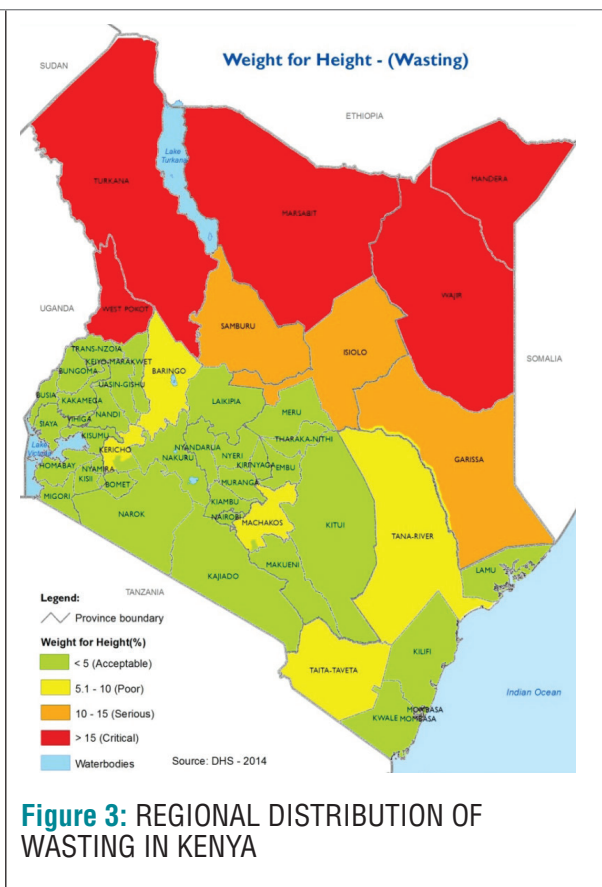 Weight for Height - (Wasting)
SUDAN
ETHIOPIA
Lake
Turkana
TURKANA
MANDERA
MARSABIT
WAJIR
WEST POKOT
UGANDA
SAMBURU
ISIOLO
SOMALIA
TRANS-NZOIA
KEIYO-MARAKWET
BARINGO
BUNGOMA
UASIN-GISHU
LAIKIPIA
BUSIA
KAKAMEGA
MERU
VIHIGA
NANDI
SIAYA
KISUMU
THARAKA-NITHI
NYANDARUA
Lake
Victoria
KERICHO
NAKURU
NYERI
GARISSA
HOMABAY
NYAMIRA
KIRINYAGA
EMBU
KISII
BOMET
MURANGA
MIGORI
KIAMBU
NAROK
NAIROBI
MACHAKOS
KITUI
TANA-RIVER
LAMU
KAJIADO
MAKUENI
TANZANIA
KILIFI
TAITA-TAVETA
Indian Ocean
MOMBASA
KWALE
MOMBASA
Legend:
Province boundary
Weight for Height(%)
< 5 (Acceptable)
5.1 - 10 (Poor)
10 - 15 (Serious)
> 15 (Critical)
Waterbodies
Source: DHS - 2014
Figure 3: REGIONAL DISTRIBUTION OF
WASTING IN KENYA